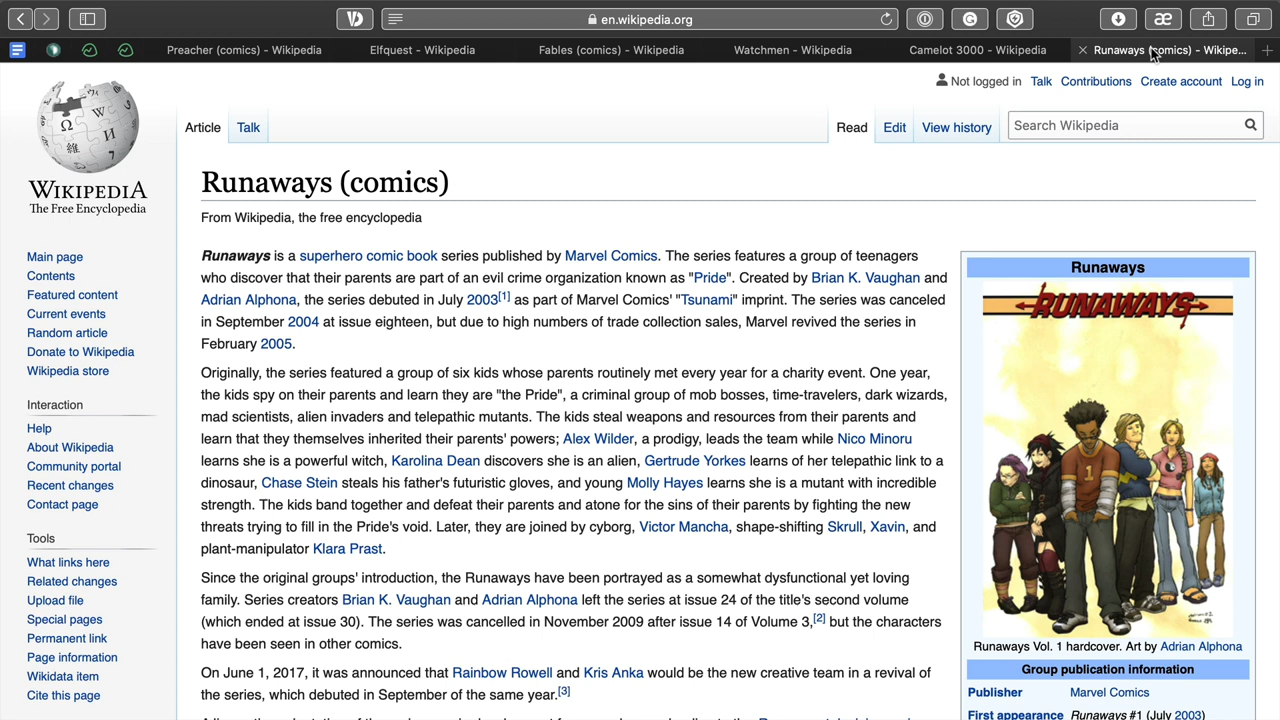 en.wikipedia.org
Preacher (comics) - Wikipedia
Elfquest - Wikipedia
Fables (comics) - Wikipedia
Watchmen - Wikipedia
Camelot 3000 - Wikipedia
Runaways (comics) - Wikipe...
Not logged in Talk Contributions Create account Log in
Article Talk
Read Edit View history
Search Wikipedia
WIKIPEDIA
The Free Encyclopedia
Main page
Contents
Featured content
Current events
Random article
Donate to Wikipedia
Wikipedia store
Interaction
Help
About Wikipedia
Community portal
Recent changes
Contact page
Tools
What links here
Related changes
Upload file
Special pages
Permanent link
Page information
Wikidata item
Cite this page
Runaways (comics)
From Wikipedia, the free encyclopedia
Runaways is a superhero comic book series published by Marvel Comics. The series features a group of teenagers
who discover that their parents are part of an evil crime organization known as "Pride". Created by Brian K. Vaughan and
Adrian Alphona, the series debuted in July 2003[1] as part of Marvel Comics' "Tsunami" imprint. The series was canceled
in September 2004 at issue eighteen, but due to high numbers of trade collection sales, Marvel revived the series in
February 2005.
Originally, the series featured a group of six kids whose parents routinely met every year for a charity event. One year,
the kids spy on their parents and learn they are "the Pride", a criminal group of mob bosses, time-travelers, dark wizards,
mad scientists, alien invaders and telepathic mutants. The kids steal weapons and resources from their parents and
learn that they themselves inherited their parents' powers; Alex Wilder, a prodigy, leads the team while Nico Minoru
learns she is a powerful witch, Karolina Dean discovers she is an alien, Gertrude Yorkes learns of her telepathic link to a
dinosaur, Chase Stein steals his father's futuristic gloves, and young Molly Hayes learns she is a mutant with incredible
strength. The kids band together and defeat their parents and atone for the sins of their parents by fighting the new
threats trying to fill in the Pride's void. Later, they are joined by cyborg, Victor Mancha, shape-shifting Skrull, Xavin, and
plant-manipulator Klara Prast.
Since the original groups' introduction, the Runaways have been portrayed as a somewhat dysfunctional yet loving
family. Series creators Brian K. Vaughan and Adrian Alphona left the series at issue 24 of the title's second volume
(which ended at issue 30). The series was cancelled in November 2009 after issue 14 of Volume 3,[2] but the characters
have been seen in other comics.
On June 1, 2017, it was announced that Rainbow Rowell and Kris Anka would be the new creative team in a revival of
the series, which debuted in September of the same year.[3]
Runaways
RUNAWAYS
Runaways Vol. 1 hardcover. Art by Adrian Alphona
Group publication information
Publisher Marvel Comics
First appearance Runaways #1 (July 2003)